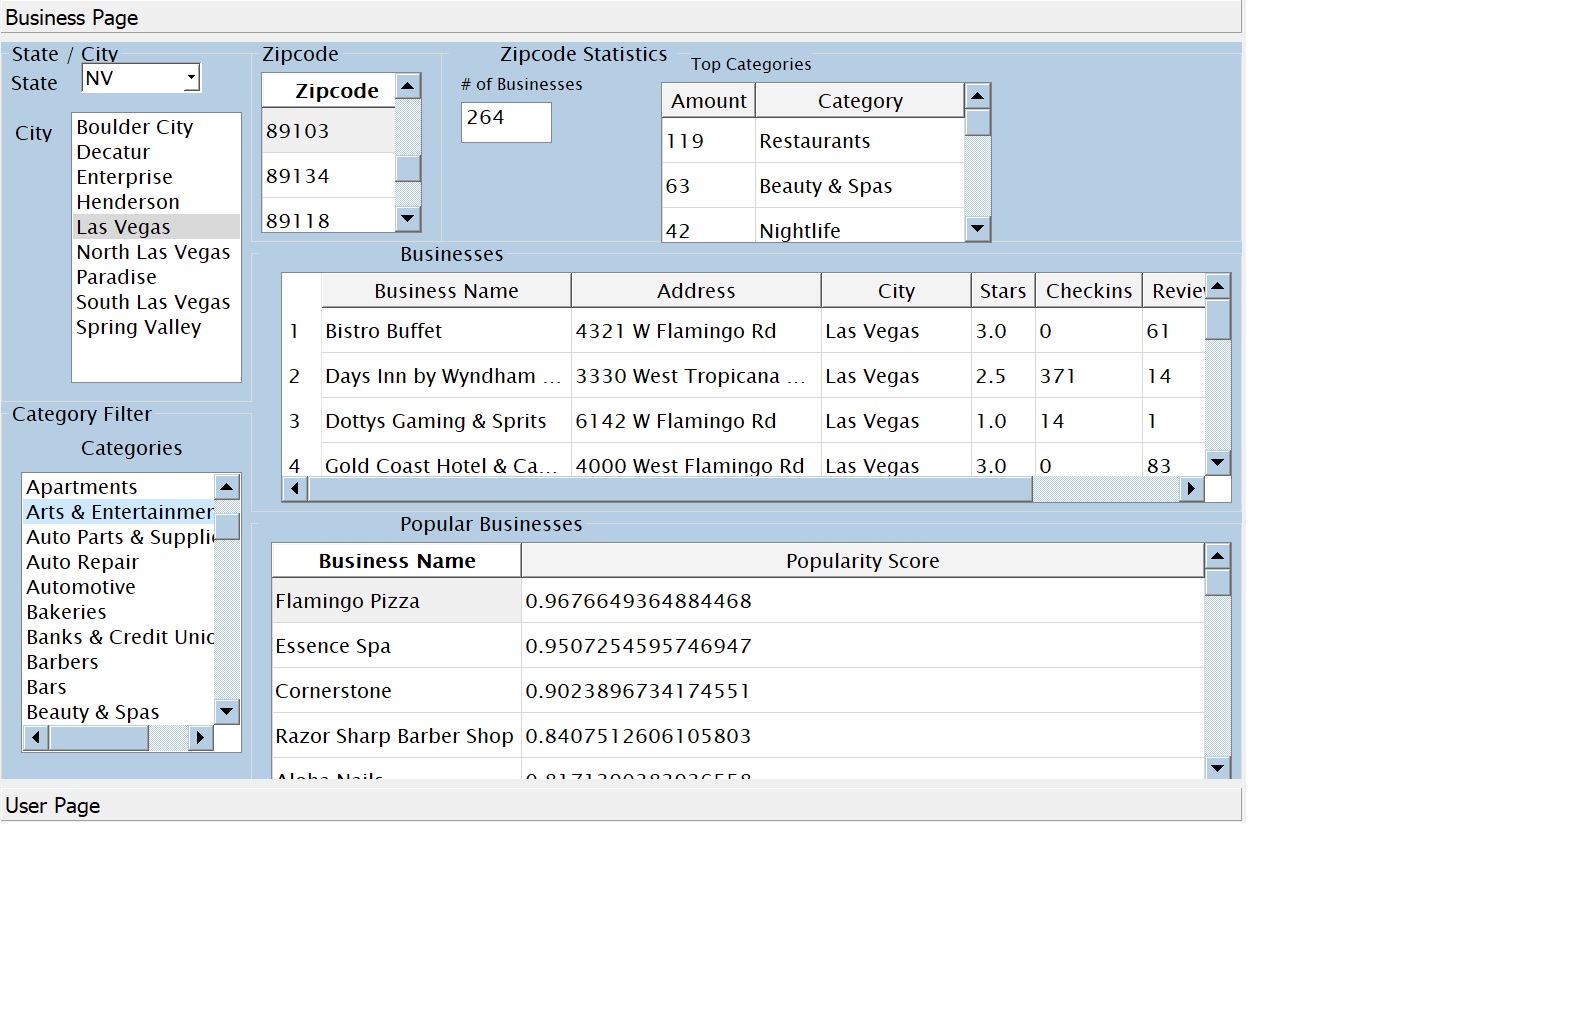 Business Page
State / City
State NV
City
Boulder City
Decatur
Enterprise
Henderson
Las Vegas
North Las Vegas
Paradise
South Las Vegas
Spring Valley
Zipcode
Zipcode
89103
89134
89118
Zipcode Statistics
# of Businesses
264
Top Categories
Amount Category
119 Restaurants
63 Beauty & Spas
42 Nightlife
Category Filter
Categories
Apartments
Arts & Entertainmen
Auto Parts & Supplie
Auto Repair
Automotive
Bakeries
Banks & Credit Unio
Barbers
Bars
Beauty & Spas
Businesses
Business Name Address City Stars Checkins Review
1 Bistro Buffet 4321 W Flamingo Rd Las Vegas 3.0 0 61
2 Days Inn by Wyndham ... 3330 West Tropicana ... Las Vegas 2.5 371 14
3 Dottys Gaming & Sprits 6142 W Flamingo Rd Las Vegas 1.0 14 1
4 Gold Coast Hotel & Ca... 4000 West Flamingo Rd Las Vegas 3.0 0 83
Popular Businesses
Business Name Popularity Score
Flamingo Pizza 0.9676649364884468
Essence Spa 0.9507254595746947
Cornerstone 0.9023896734174551
Razor Sharp Barber Shop 0.8407512606105803
Aloha Nails
User Page